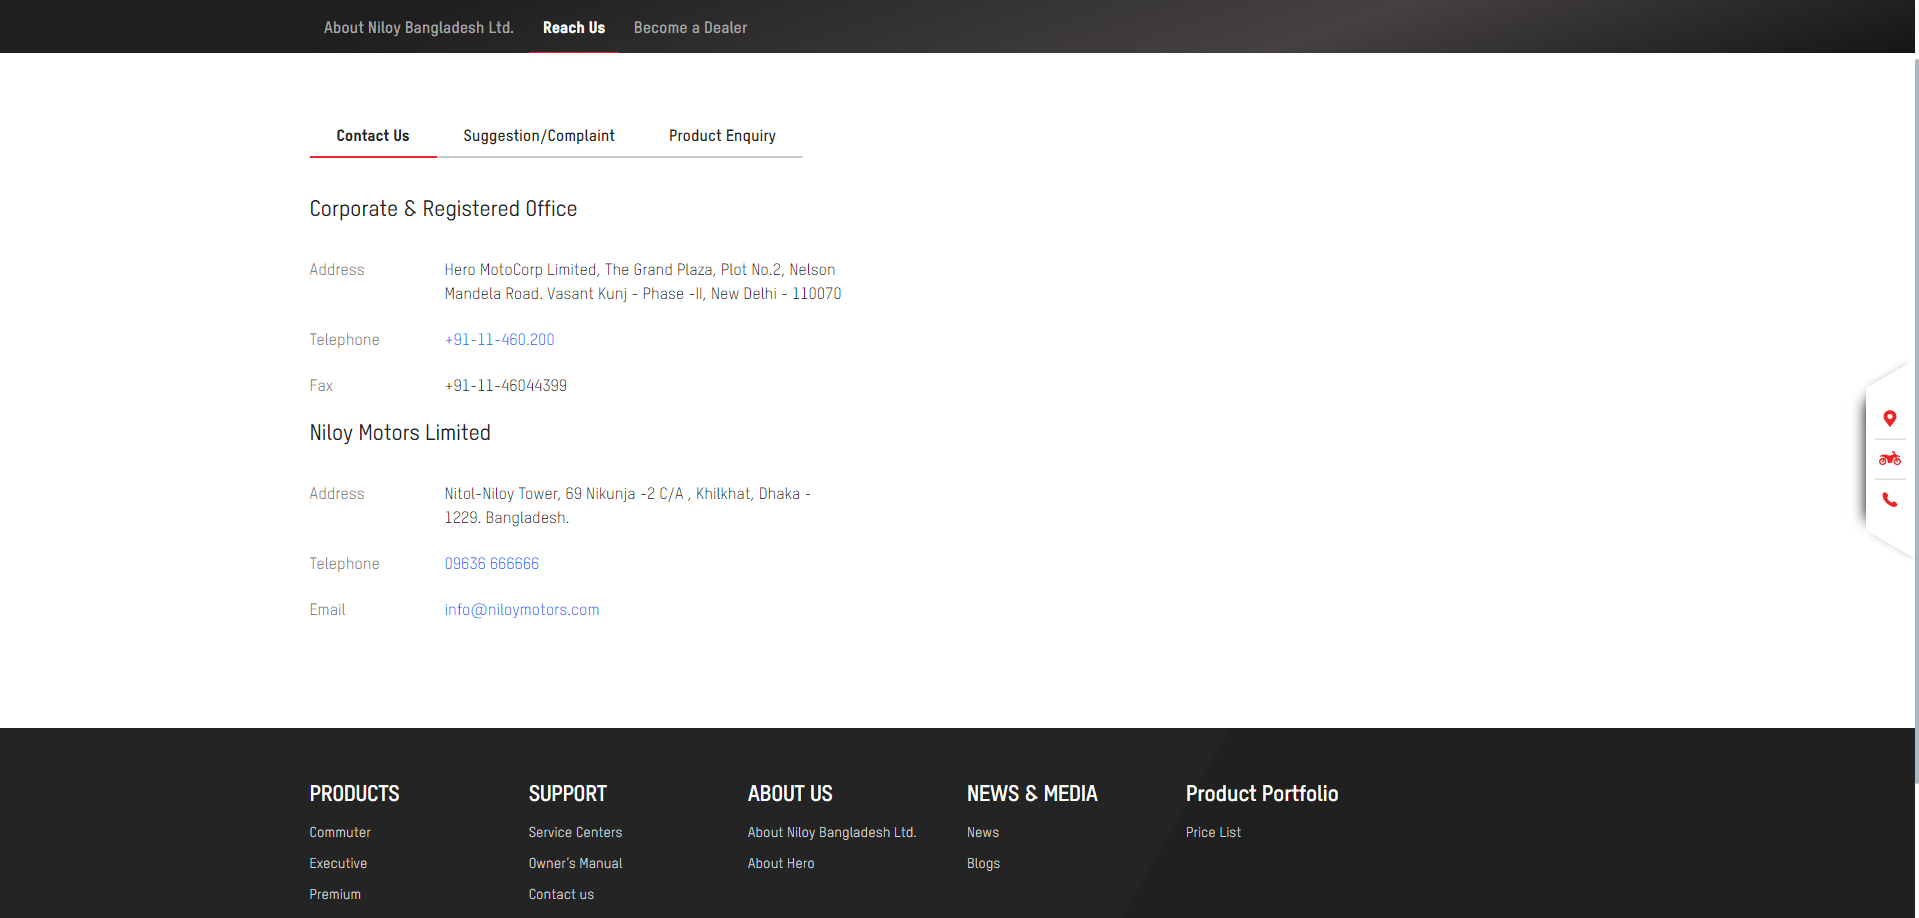 About Niloy Bangladesh Ltd. Reach Us Become a Dealer
Contact Us Suggestion/Complaint Product Enquiry
Corporate & Registered Office
Address Hero MotoCorp Limited, The Grand Plaza, Plot No.2, Nelson
Mandela Road. Vasant Kunj - Phase -II, New Delhi - 110070
Telephone +91-11-460.200
Fax +91-11-46044399
Niloy Motors Limited
Address Nitol-Niloy Tower, 69 Nikunja -2 C/A , Khilkhat, Dhaka -
1229. Bangladesh.
Telephone 09636 666666
Email info@niloymotors.com
PRODUCTS SUPPORT ABOUT US NEWS & MEDIA Product Portfolio
Commuter Service Centers About Niloy Bangladesh Ltd. News Price List
Executive Owner's Manual About Hero Blogs
Premium Contact us